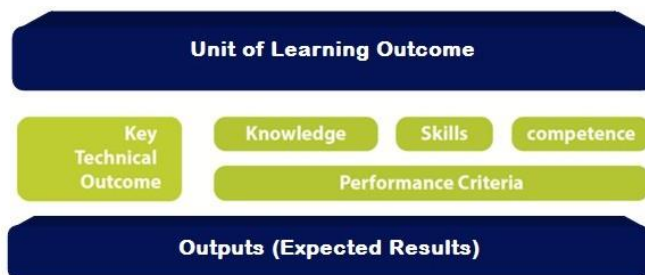 Unit of Learning Outcome
Key
Technical
Outcome
Knowledge
Skills
competence
Performance Criteria
Outputs (Expected Results)